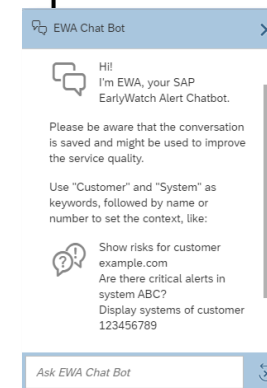 EWA Chat Bot
Hi!
I'm EWA, your SAP
EarlyWatch Alert Chatbot.
Please be aware that the conversation
is saved and might be used to improve
the service quality.
Use "Customer" and "System" as
keywords, followed by name or
number to set the context, like:
Show risks for customer
example.com
Are there critical alerts in
system ABC?
Display systems of customer
123456789
Ask EWA Chat Bot